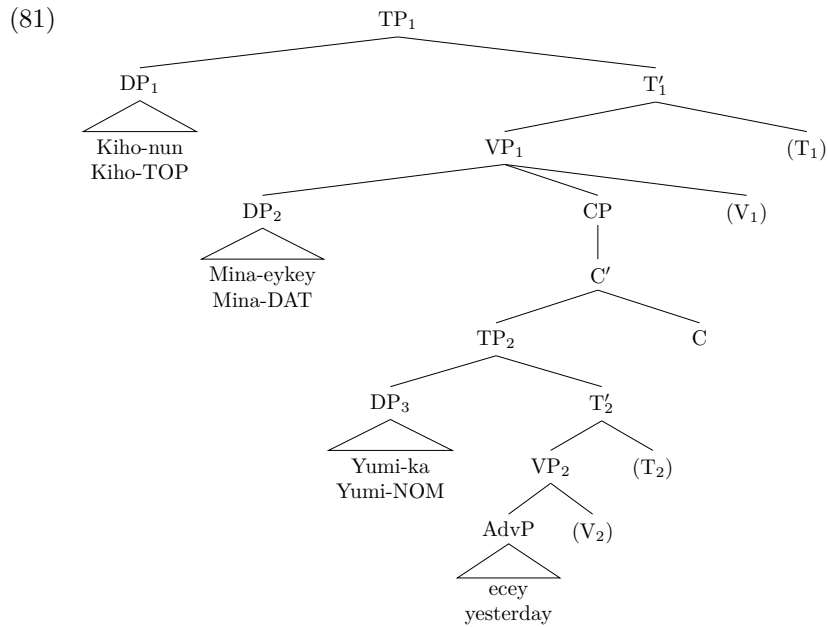 (81)
TP₁
DP₁ T′₁
Kiho-nun
Kiho-TOP
VP₁ (T₁)
DP₂ CP (V₁)
Mina-eykey
Mina-DAT
C′
TP₂ C
DP₃ T′₂
Yumi-ka
Yumi-NOM
VP₂ (T₂)
AdvP (V₂)
ecey
yesterday